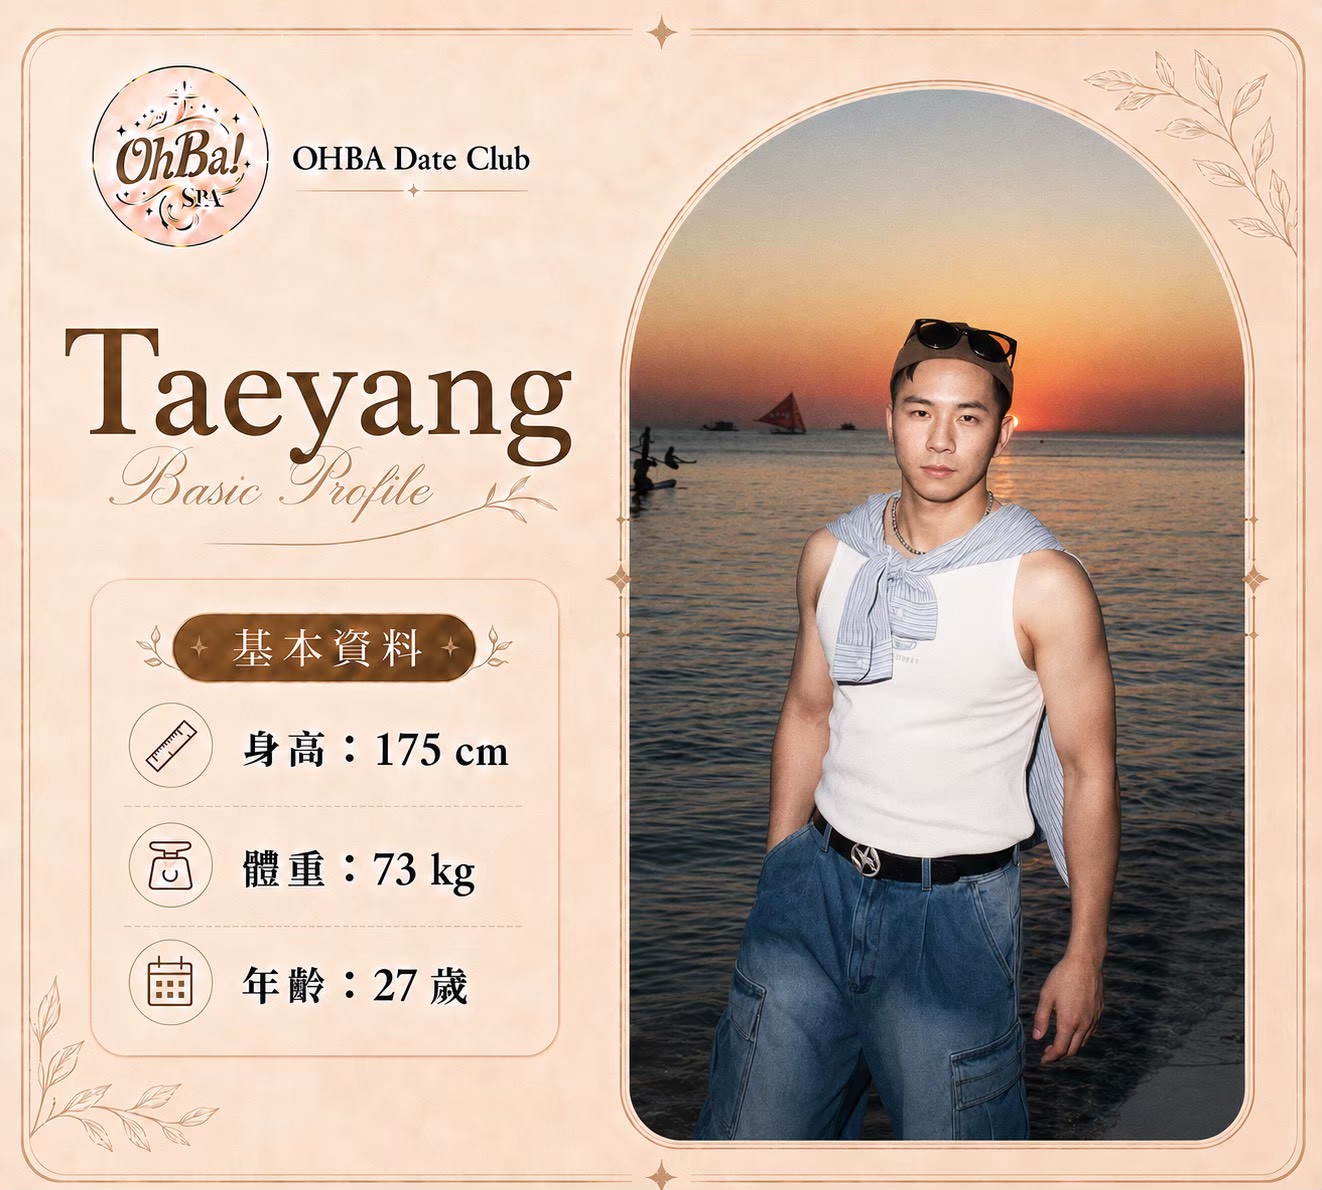 OhBa!
SPA
OHBA Date Club
Taeyang
Basic Profile
基本資料
身高：175 cm
體重：73 kg
年齡：27 歲